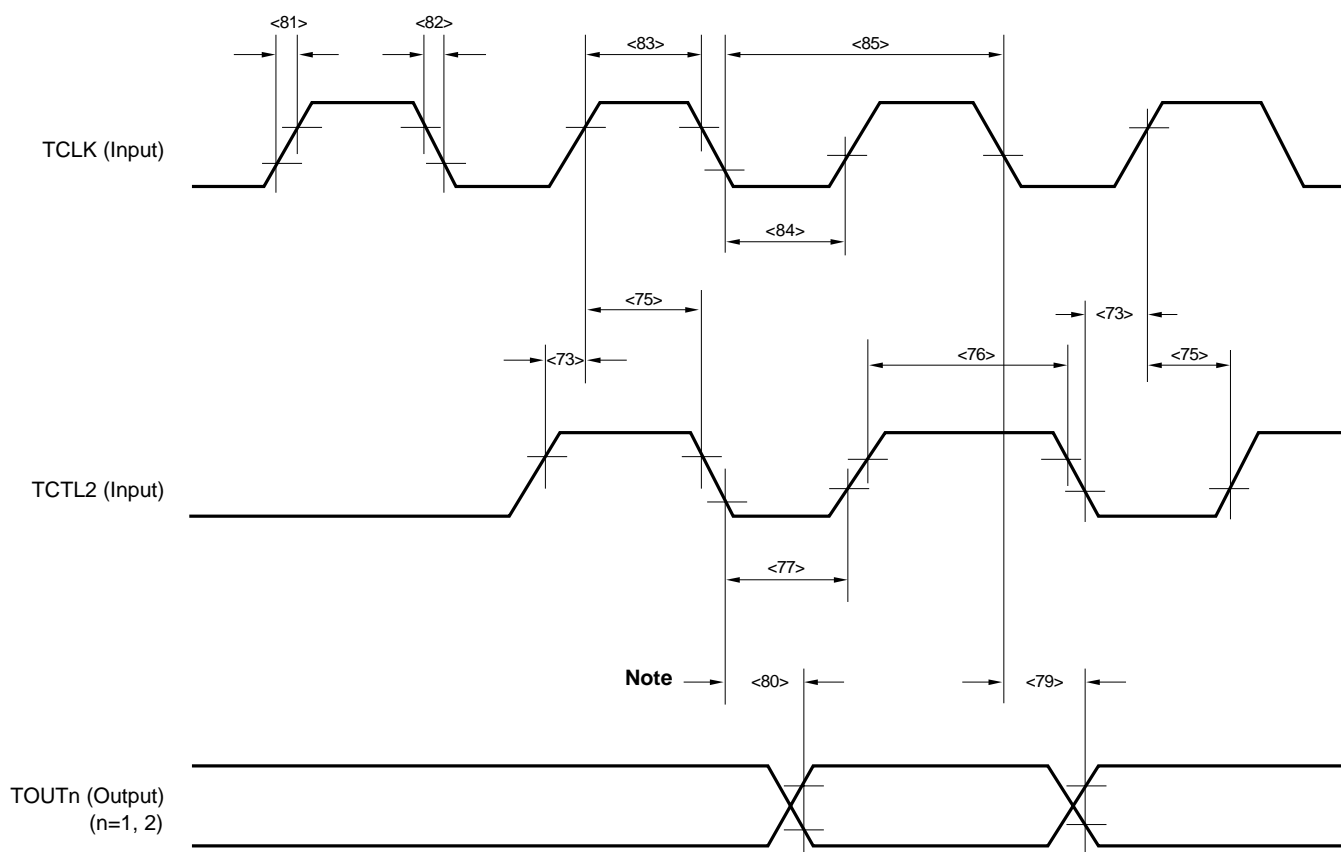 <81>
<82>
<83>
<85>
TCLK (Input)
<84>
<75>
<73>
<73>
<76>
<75>
TCTL2 (Input)
<77>
Note
<80>
<79>
TOUTn (Output)
(n=1, 2)